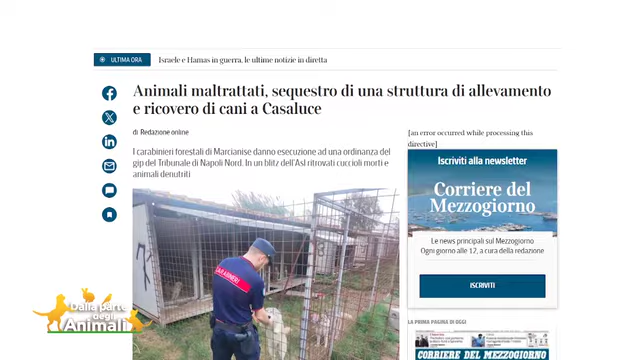 ULTIMA ORA
Israele e Hamas in guerra, le ultime notizie in diretta
Animali maltrattati, sequestro di una struttura di allevamento
e ricovero di cani a Casaluce
di Redazione online
I carabinieri forestali di Marcianise danno esecuzione ad una ordinanza del
gip del Tribunale di Napoli Nord. In un blitz dell'Asl ritrovati cuccioli morti e
animali denutriti
[an error occurred while processing this
directive]
Iscriviti alla newsletter
Corriere del
Mezzogiorno
Le news principali sul Mezzogiorno
Ogni giorno alle 12, a cura della redazione
ISCRIVITI
CARABINIERI
Dalla parte
degli
Animali
LA PRIMA PAGINA DI OGGI
CORRIERE DEL MEZZOGIORNO